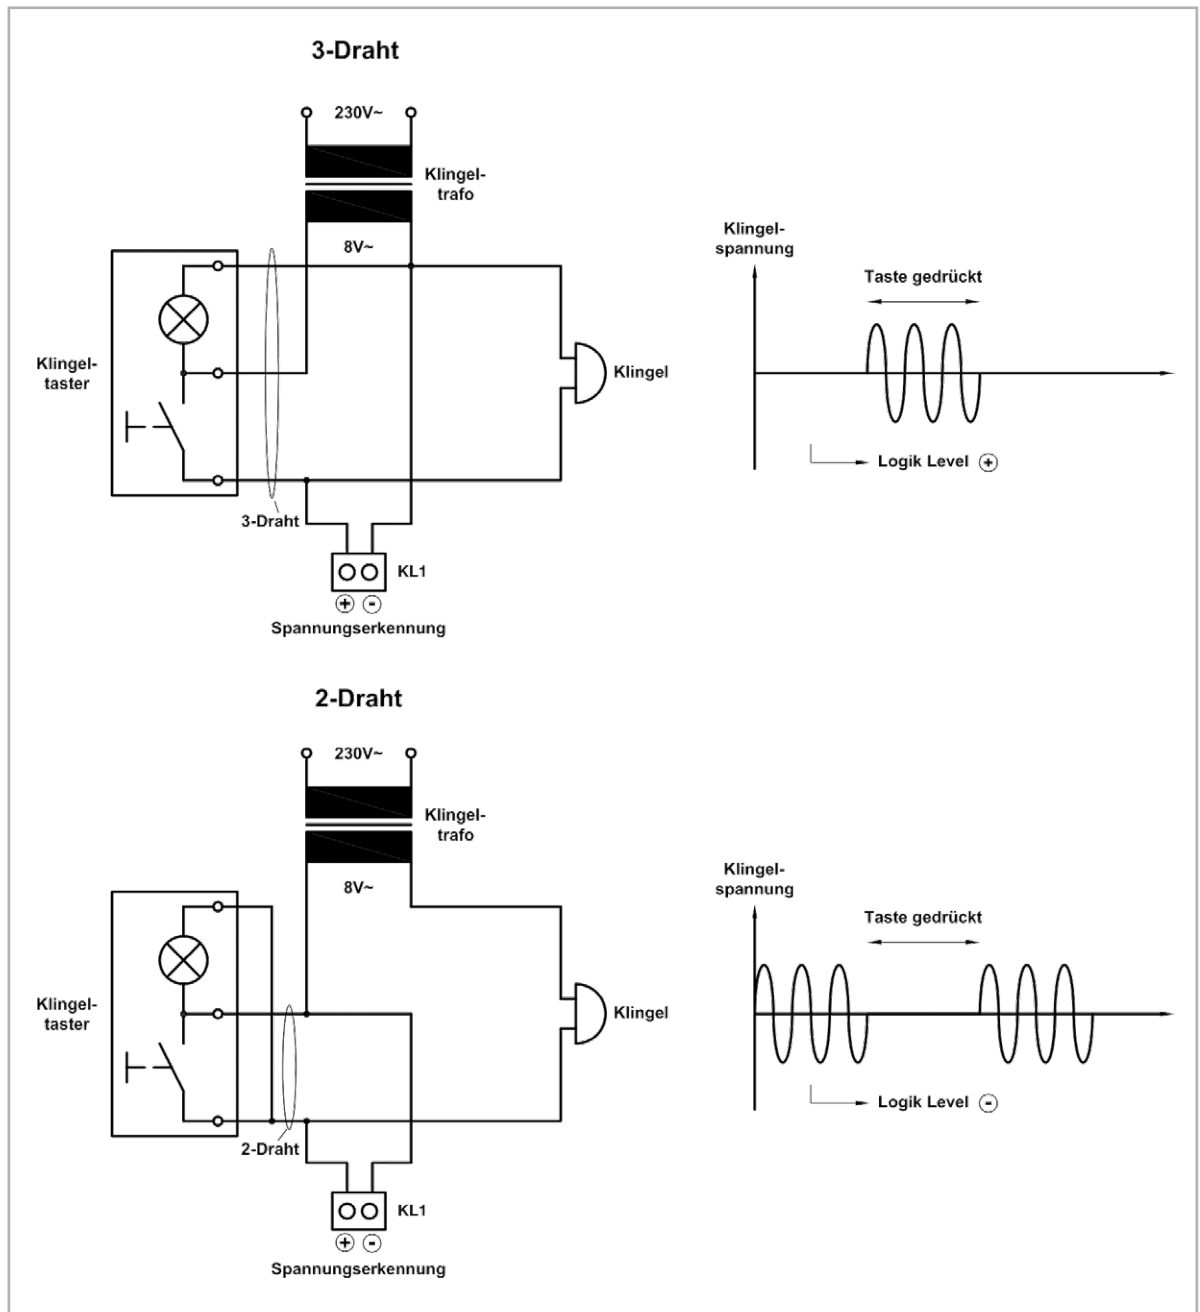 3-Draht
230V~
Klingel-
trafo
8V~
Klingel-
taster
Klingel
3-Draht
KL1
+ -
Spannungserkennung
Klingel-
spannung
Taste gedrückt
Logik Level +
2-Draht
230V~
Klingel-
trafo
8V~
Klingel-
taster
Klingel
2-Draht
KL1
+ -
Spannungserkennung
Klingel-
spannung
Taste gedrückt
Logik Level -